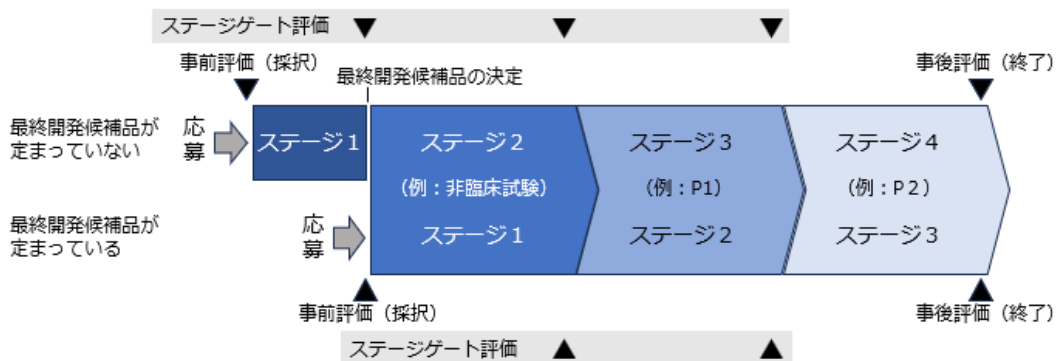 ステージゲート評価
事前評価（採択）
最終開発候補品の決定
事後評価（終了）
最終開発候補品が
定まっていない
応
募
ステージ１
ステージ２
ステージ３
ステージ４
（例：非臨床試験）
（例：P1）
（例：P２）
最終開発候補品が
定まっている
応
募
ステージ１
ステージ２
ステージ３
事前評価（採択）
事後評価（終了）
ステージゲート評価